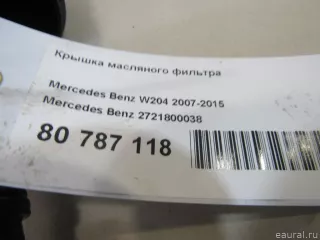 Крышка масляного фильтра
Mercedes Benz W204 2007-2015
Mercedes Benz 2721800038
80 787 118
eaural.ru